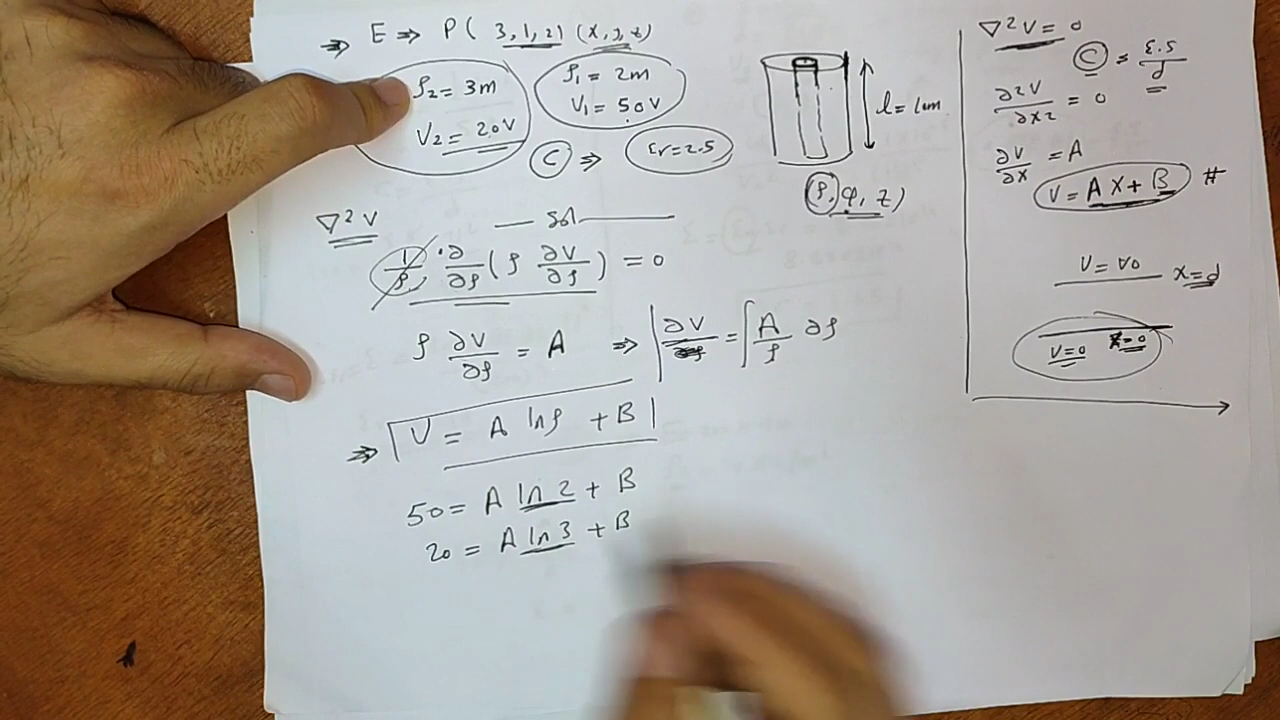 ⇒ E ⇒ P ( 3, 1, 2) (x, y, z)
ρ₂ = 3m
V₂ = 20V
ρ₁ = 2m
V₁ = 50V
C ⇒ εr = 2.5
l = 1um
(ρ, φ, z)
∇²V
— Sol —
1/ρ · ∂/∂ρ (ρ ∂V/∂ρ) = 0
ρ ∂V/∂ρ = A ⇒ ∫∂V = ∫ A/ρ ∂ρ
⇒ V = A lnρ + B
50 = A ln 2 + B
20 = A ln 3 + B
∇²V = 0
C = ε.s/d
∂2V/∂x2 = 0
∂V/∂x = A
V = A x + B #
V = V0 x = d
V = 0 x = 0